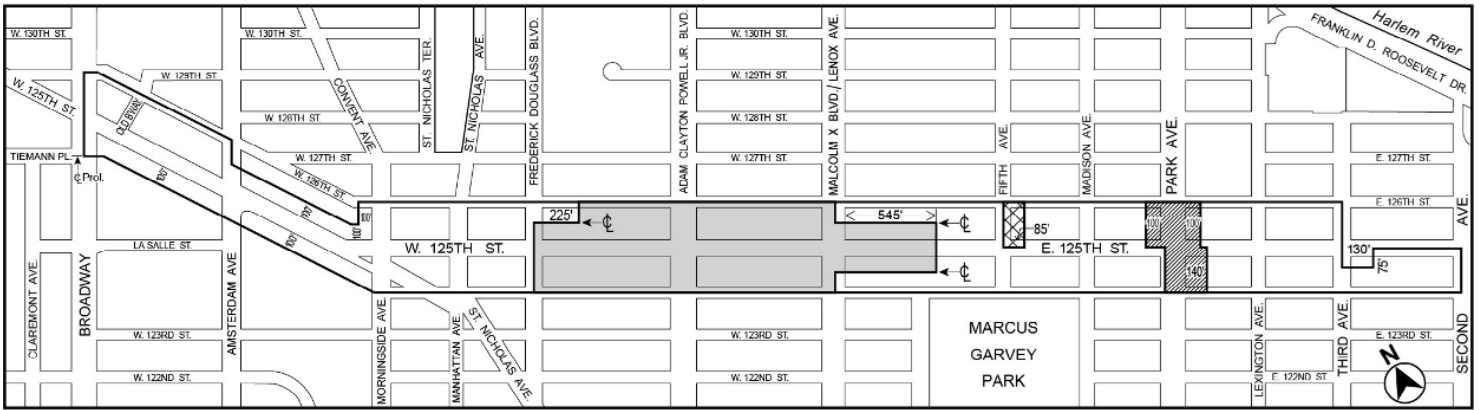 W. 130TH ST.
W. 130TH ST.
W. 130TH ST.
Harlem River
FRANKLIN D. ROOSEVELT DR.
W. 125TH ST.
W. 129TH ST.
W. 129TH ST.
OLD B'WAY
CONVENT AVE.
ST. NICHOLAS TER.
ST. NICHOLAS AVE.
FREDERICK DOUGLASS BLVD.
ADAM CLAYTON POWELL JR. BLVD.
MALCOLM X BLVD./ LENOX AVE.
W. 128TH ST.
W. 128TH ST.
FIFTH AVE.
MADISON AVE.
PARK AVE.
TIEMANN PL.
W. 127TH ST.
W. 127TH ST.
E. 127TH ST.
℄ Prol.
100'
W. 126TH ST.
100'
100'
100'
100'
225'
℄
545'
℄
85'
100'
100'
E. 126TH ST.
LA SALLE ST.
W. 125TH ST.
E. 125TH ST.
130'
75'
℄
140'
CLAREMONT AVE.
BROADWAY
AMSTERDAM AVE
MORNINGSIDE AVE.
MANHATTAN AVE.
ST. NICHOLAS AVE.
W. 123RD ST.
W. 123RD ST.
MARCUS
GARVEY
PARK
LEXINGTON AVE.
THIRD AVE.
E. 123RD ST.
SECOND AVE.
W. 122ND ST.
W. 122ND ST.
E. 122ND ST.
N